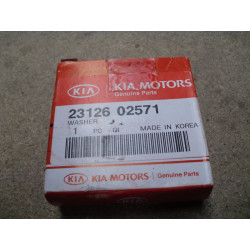 KIA KIA MOTORS
Genuine Parts
23126 02571
WASHER
1 PC
MADE IN KOREA
KIA KIA MOTORS Genuine Parts